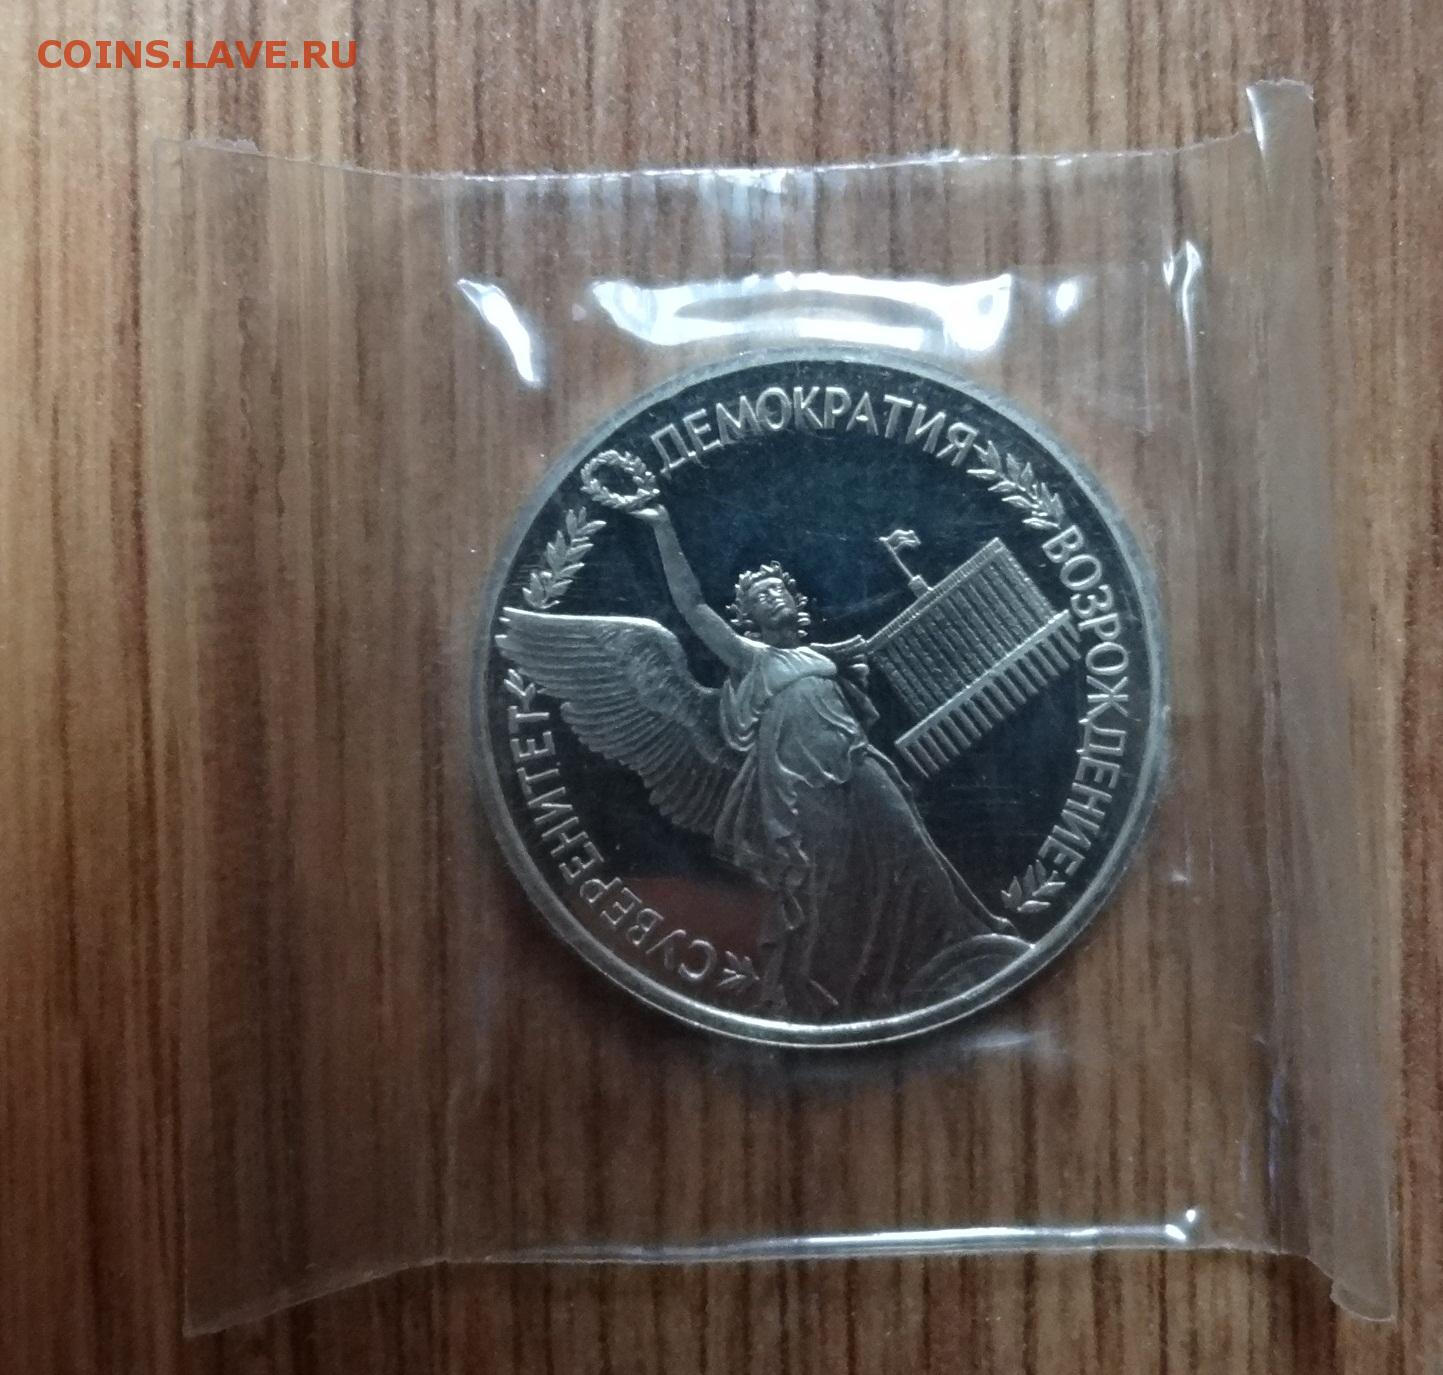 COINS.LAVE.RU
СУВЕРЕНИТЕТ
ДЕМОКРАТИЯ
ВОЗРОЖДЕНИЕ